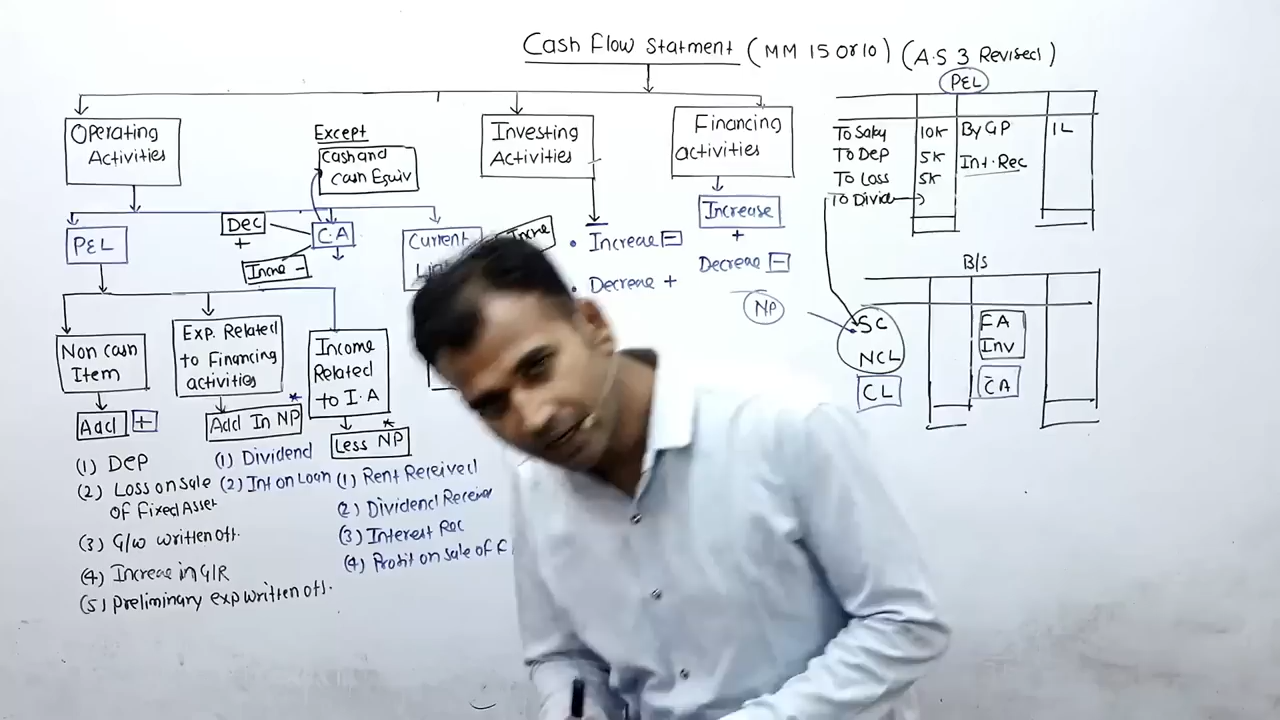 Cash flow Statment (MM 15 Or 10) (A.S 3 Revised)
Operating
Activities
Except
Cash and
Cash Equiv
Investing
Activities
Financing
activities
P&L
Dec
+
C.A
Incre -
Current
Incre
• Increase -
• Decrease +
Increase
+
Decrease -
NP
P&L
Non cash
Item
Add +
(1) Dep
(2) Loss on sale
of Fixed Asset
(3) G/w written off.
(4) Increase in G/R
(5) Preliminary exp written off.
Exp. Related
to Financing
activities
Add In NP *
(1) Dividend
(2) Int on Loan
Income
Related
to I.A
Less NP *
(1) Rent Received
(2) Dividend Receiv
(3) Interest Rec
(4) Profit on sale of F
To Salay 10K By GP 1L
To Dep 5K Int. Rec
To Loss 5K
To Divid
B/S
SC FA
Inv
NCL
CL CA